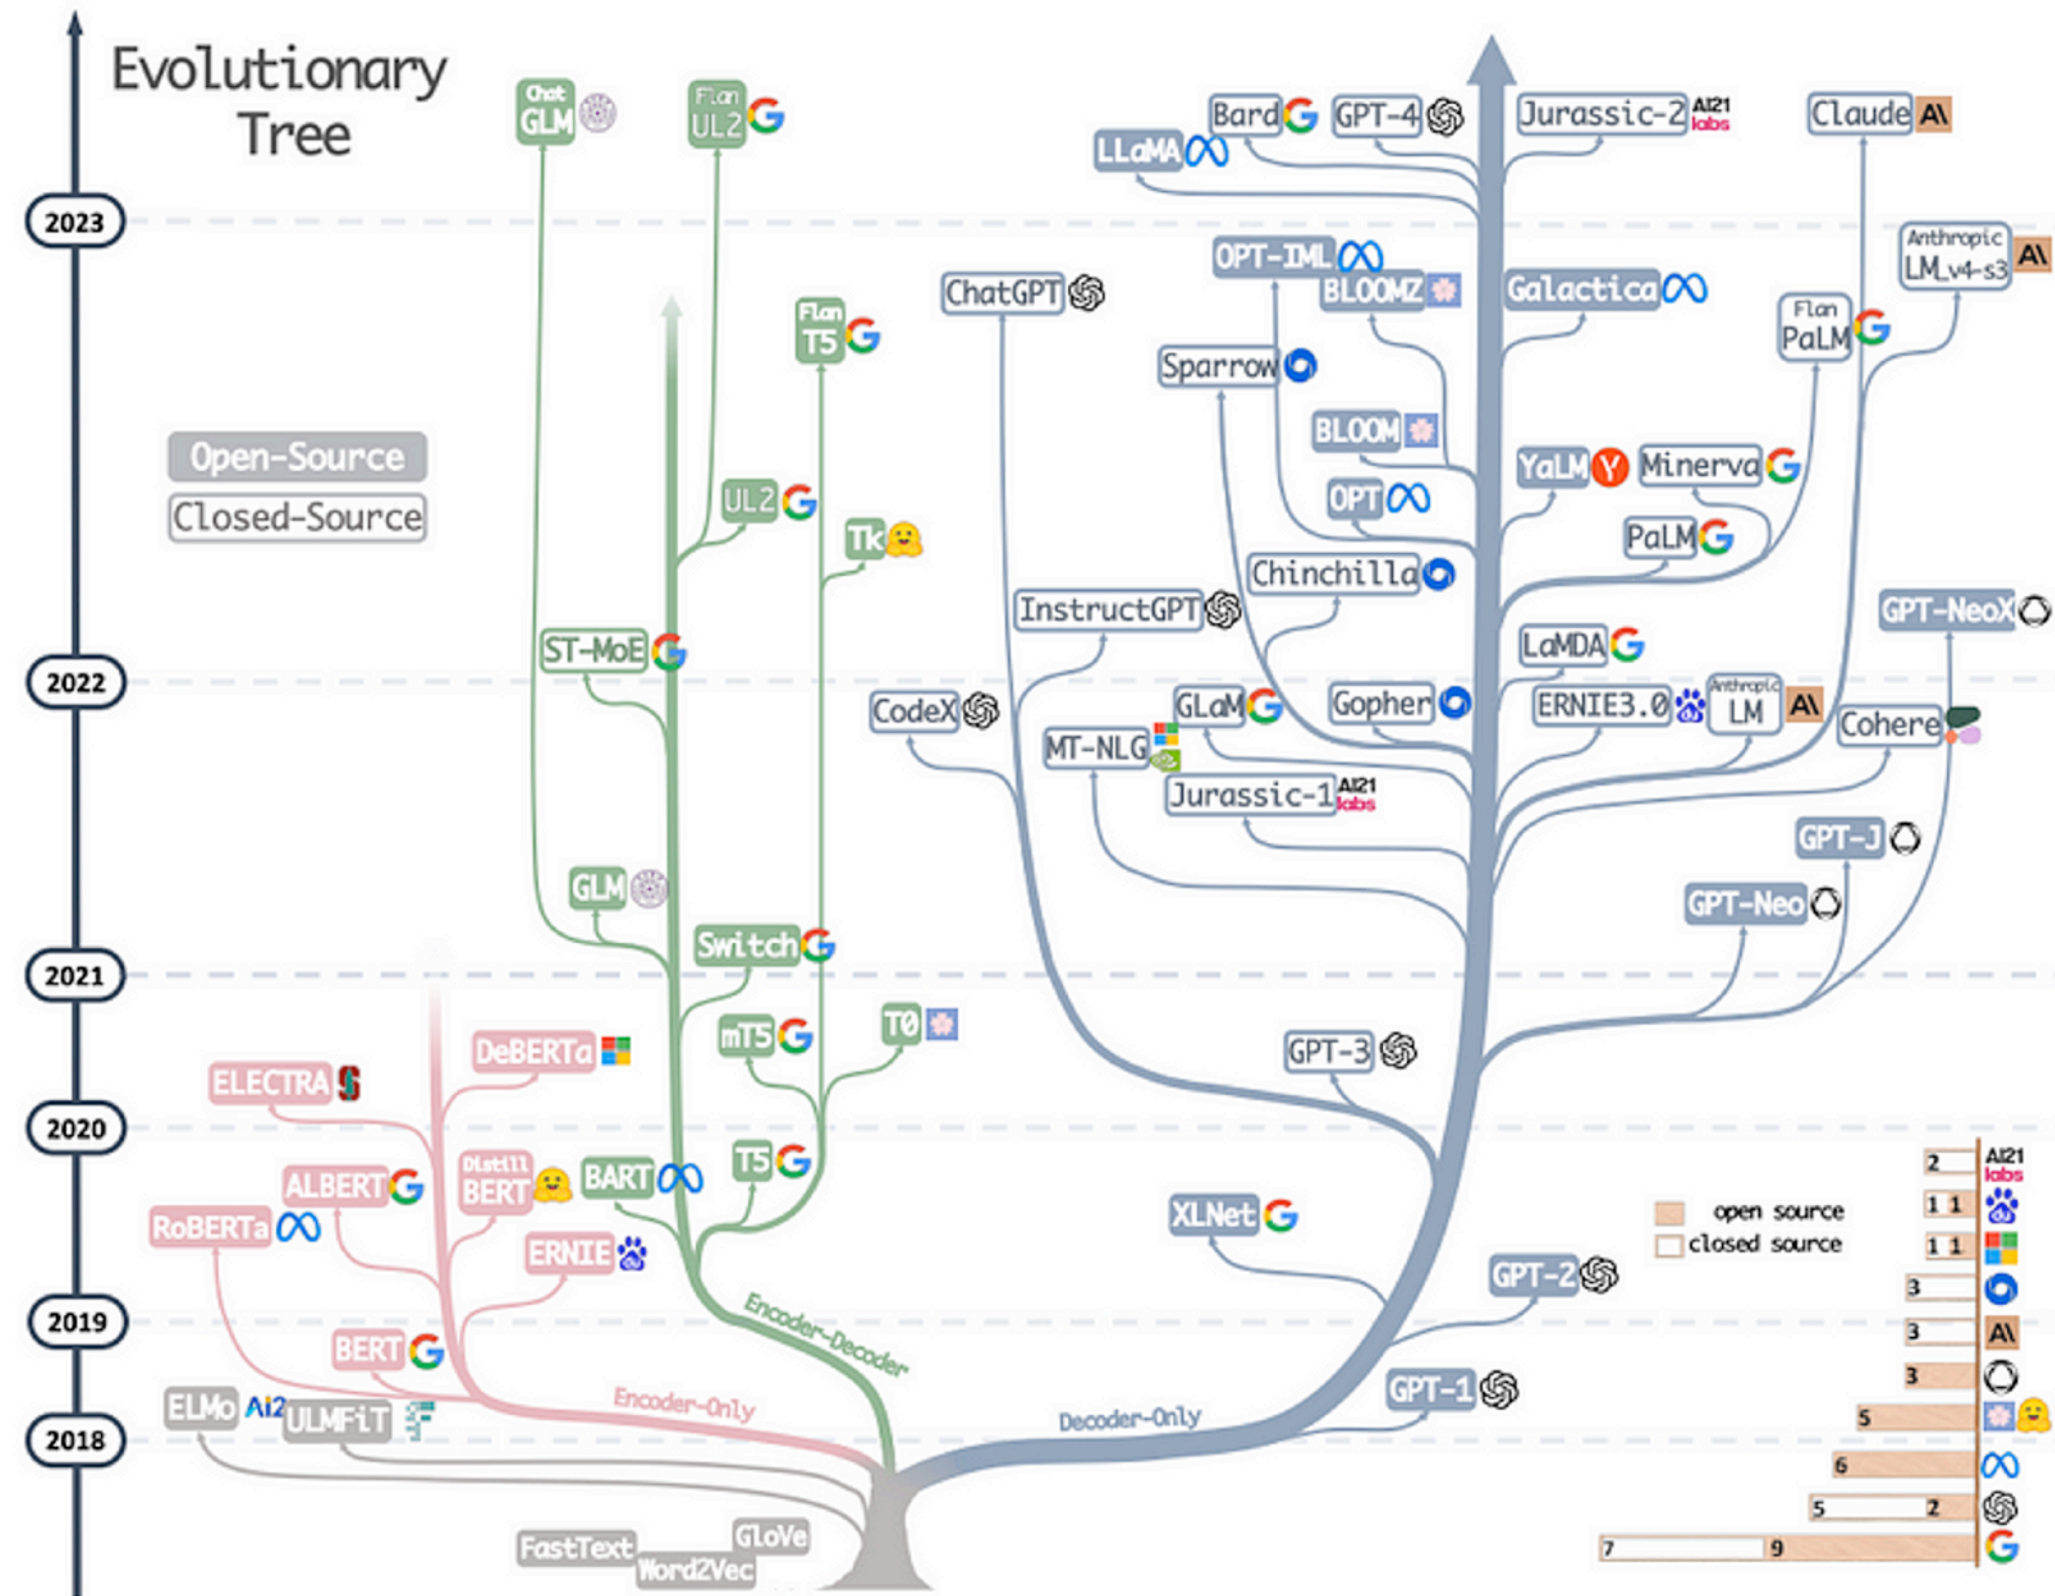 Evolutionary
Tree
2023
2022
2021
2020
2019
2018
Open-Source
Closed-Source
Chat
GLM
Flan
UL2
Flan
T5
UL2
Tk
ST-MoE
GLM
Switch
mT5
T0
T5
BART
DeBERTa
ELECTRA
ALBERT
Distill
BERT
RoBERTa
ERNIE
BERT
ELMo
Ai2
ULMFiT
Encoder-Only
Encoder-Decoder
Decoder-Only
FastText
Word2Vec
GloVe
LLaMA
Bard
GPT-4
Jurassic-2
AI21
labs
Claude
A\
OPT-IML
BLOOMZ
Galactica
Anthropic
LM_v4-s3
A\
ChatGPT
Sparrow
Flan
PaLM
BLOOM
OPT
YaLM
Y
Minerva
PaLM
Chinchilla
InstructGPT
LaMDA
GPT-NeoX
CodeX
GLaM
Gopher
ERNIE3.0
du
Anthropic
LM
A\
Cohere
MT-NLG
Jurassic-1
AI21
labs
GPT-J
GPT-Neo
GPT-3
XLNet
GPT-2
GPT-1
open source
closed source
2
AI21
labs
1 1
du
1 1
3
3
A\
3
5
6
5 2
7 9